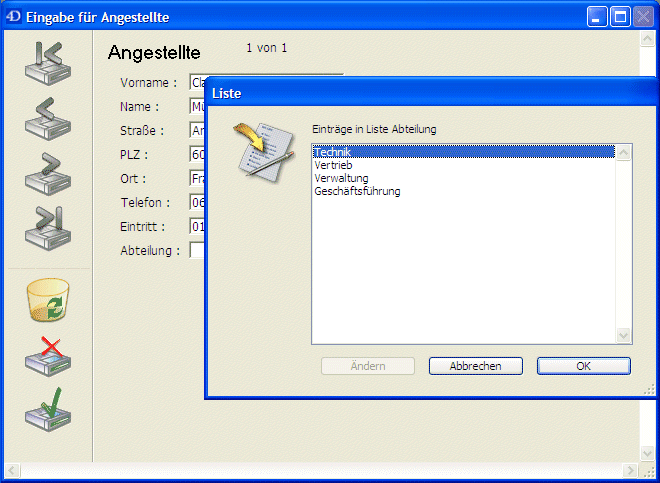 4D Eingabe für Angestellte
Angestellte
1 von 1
Vorname : Cla
Name : Mü
Straße : An
PLZ : 60
Ort : Fra
Telefon : 06
Eintritt : 01
Abteilung :
Liste
Einträge in Liste Abteilung
Technik
Vertrieb
Verwaltung
Geschäftsführung
Ändern
Abbrechen
OK